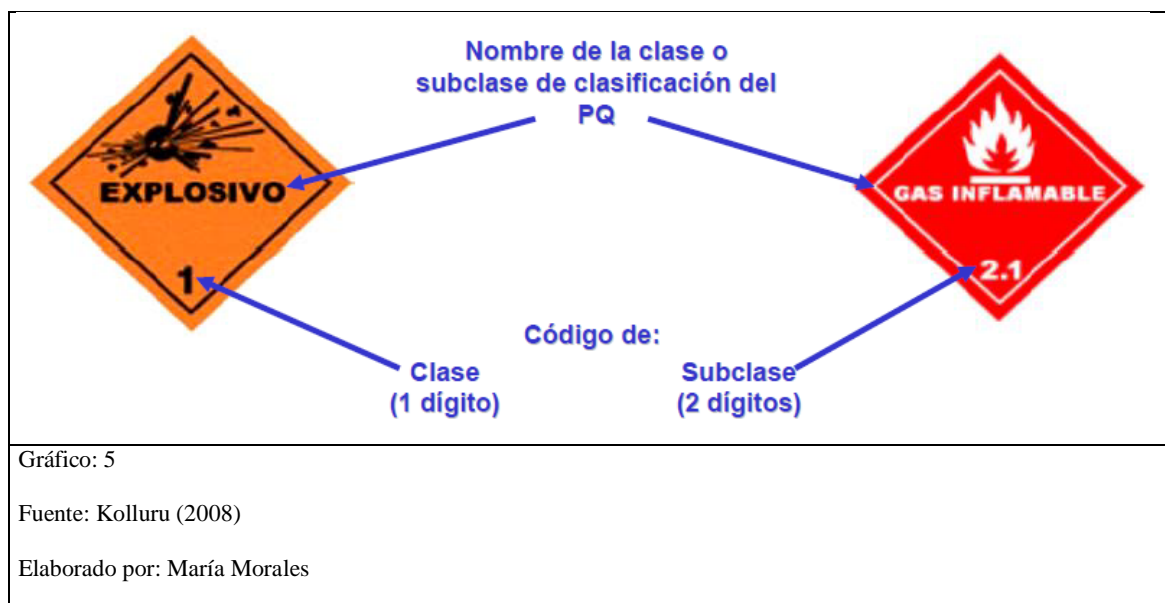 Nombre de la clase o
subclase de clasificación del
PQ
EXPLOSIVO
1
GAS INFLAMABLE
2.1
Código de:
Clase
(1 dígito)
Subclase
(2 dígitos)
Gráfico: 5
Fuente: Kolluru (2008)
Elaborado por: María Morales